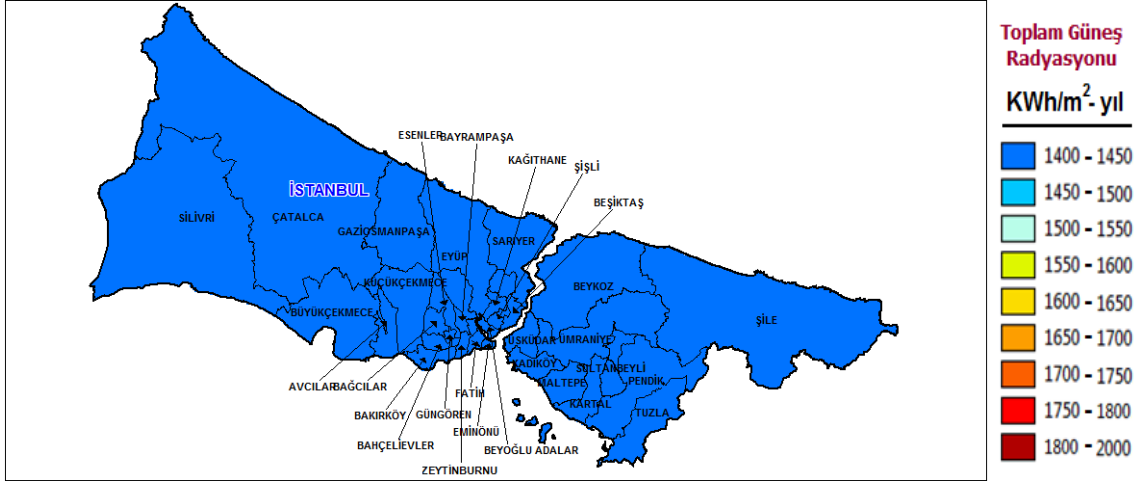 ESENLER
BAYRAMPAŞA
KAĞITHANE
ŞİŞLİ
BEŞİKTAŞ
İSTANBUL
SİLİVRİ
ÇATALCA
GAZİOSMANPAŞA
SARIYER
EYÜP
KÜÇÜKÇEKMECE
BÜYÜKÇEKMECE
BEYKOZ
ŞİLE
ÜSKÜDAR
ÜMRANİYE
KADIKÖY
SULTANBEYLİ
MALTEPE
PENDİK
KARTAL
TUZLA
AVCILAR
BAĞCILAR
FATİH
BAKIRKÖY
GÜNGÖREN
EMİNÖNÜ
BAHÇELİEVLER
BEYOĞLU
ADALAR
ZEYTİNBURNU
Toplam Güneş
Radyasyonu
KWh/m²- yıl
1400 - 1450
1450 - 1500
1500 - 1550
1550 - 1600
1600 - 1650
1650 - 1700
1700 - 1750
1750 - 1800
1800 - 2000